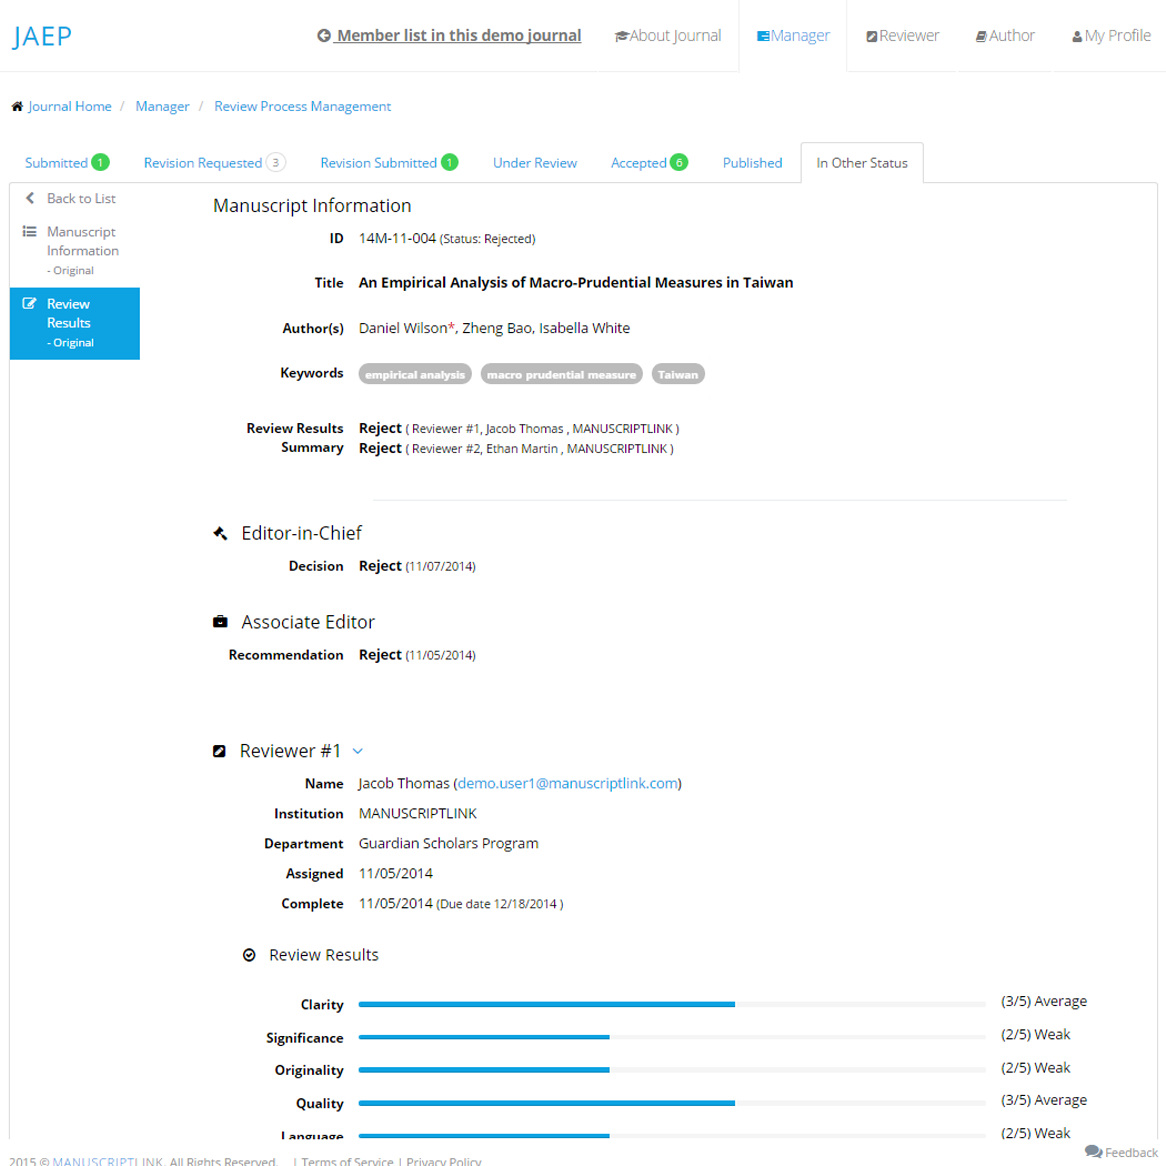 JAEP
Member list in this demo journal
About Journal
Manager
Reviewer
Author
My Profile
Journal Home / Manager / Review Process Management
Submitted 1
Revision Requested 3
Revision Submitted 1
Under Review
Accepted 6
Published
In Other Status
Back to List
Manuscript
Information
- Original
Review
Results
- Original
Manuscript Information
ID 14M-11-004 (Status: Rejected)
Title An Empirical Analysis of Macro-Prudential Measures in Taiwan
Author(s) Daniel Wilson*, Zheng Bao, Isabella White
Keywords empirical analysis macro prudential measure Taiwan
Review Results Reject ( Reviewer #1, Jacob Thomas , MANUSCRIPTLINK )
Summary Reject ( Reviewer #2, Ethan Martin , MANUSCRIPTLINK )
Editor-in-Chief
Decision Reject (11/07/2014)
Associate Editor
Recommendation Reject (11/05/2014)
Reviewer #1
Name Jacob Thomas (demo.user1@manuscriptlink.com)
Institution MANUSCRIPTLINK
Department Guardian Scholars Program
Assigned 11/05/2014
Complete 11/05/2014 (Due date 12/18/2014 )
Review Results
Clarity (3/5) Average
Significance (2/5) Weak
Originality (2/5) Weak
Quality (3/5) Average
Language (2/5) Weak
2015 © MANUSCRIPTLINK. All Rights Reserved. | Terms of Service | Privacy Policy
Feedback